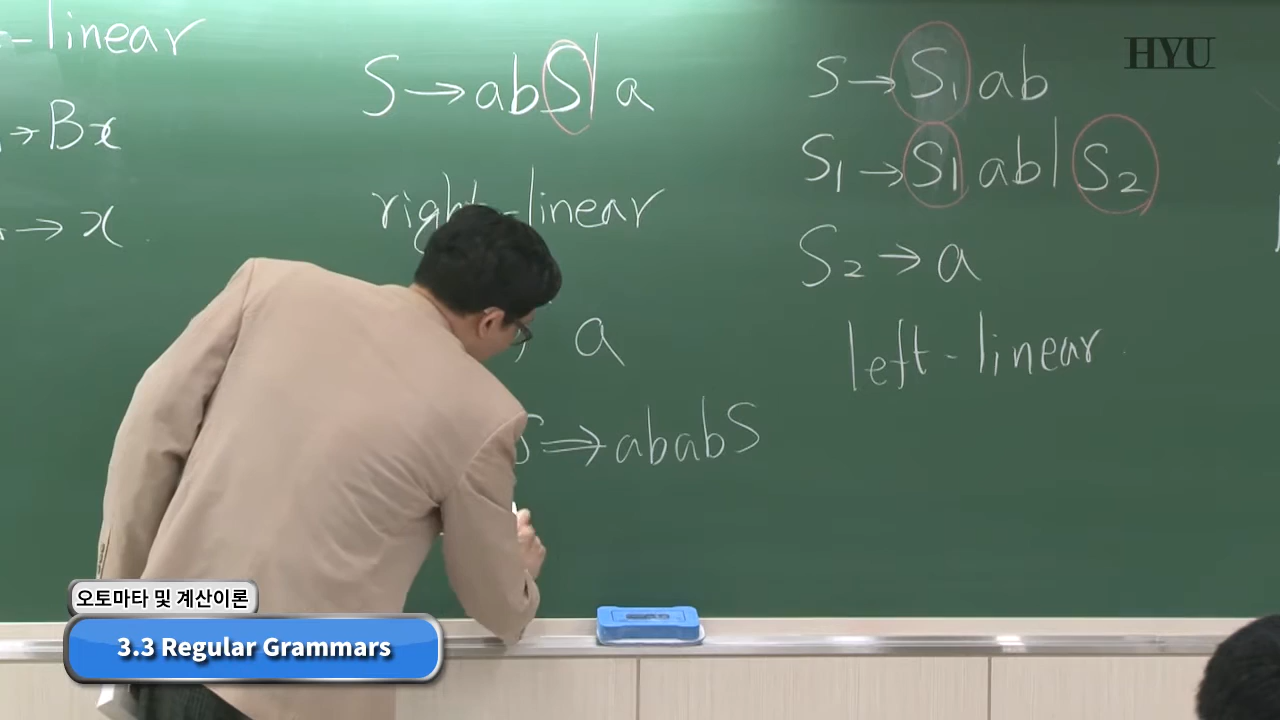 -linear
→Bx
→x
S→abS|a
right-linear
, a
S⇒ababS
S→S₁ab
S₁→S₁ab|S₂
S₂→a
left-linear
HYU
오토마타 및 계산이론
3.3 Regular Grammars